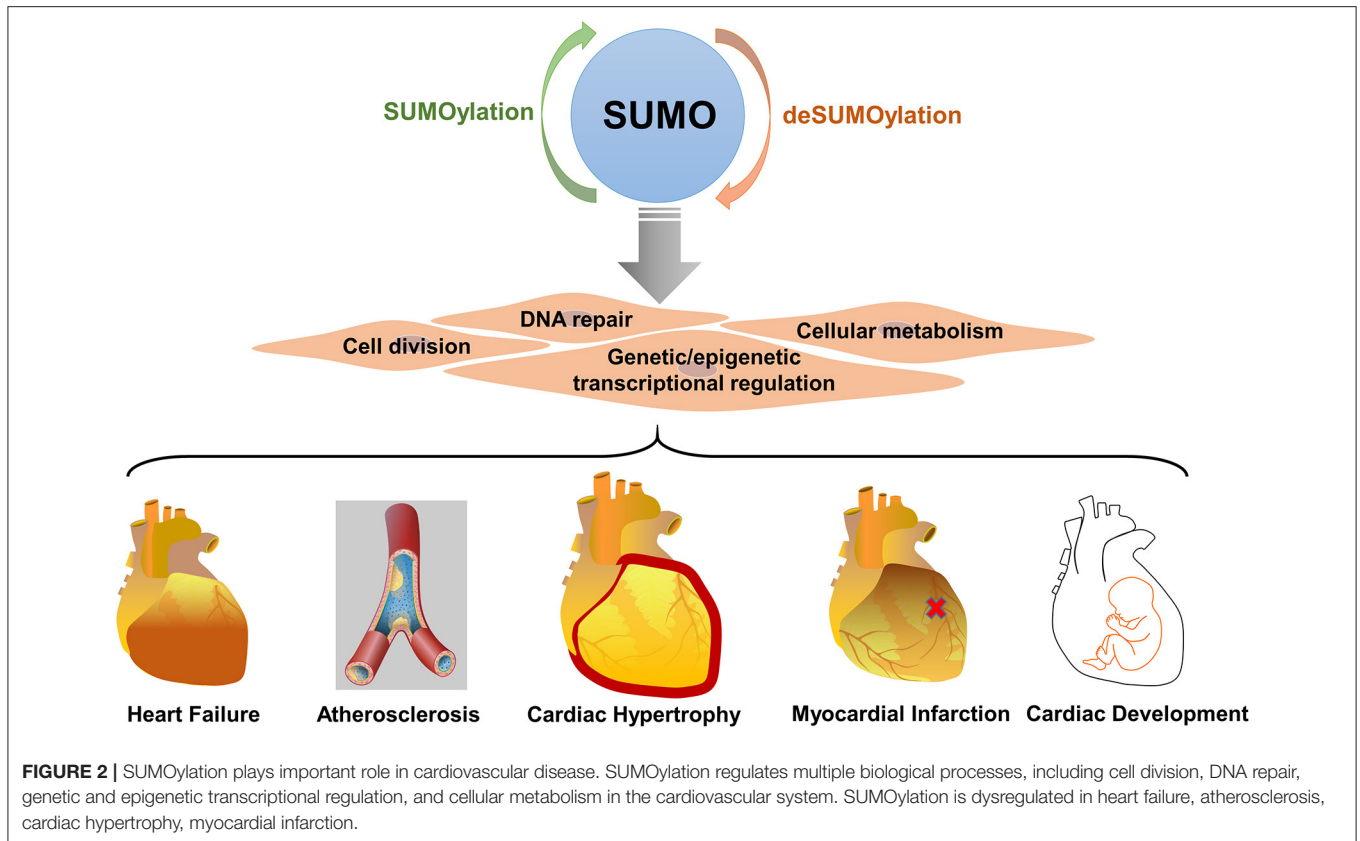 SUMOylation
SUMO
deSUMOylation
DNA repair
Cellular metabolism
Cell division
Genetic/epigenetic
transcriptional regulation
Heart Failure
Atherosclerosis
Cardiac Hypertrophy
Myocardial Infarction
Cardiac Development
FIGURE 2 | SUMOylation plays important role in cardiovascular disease. SUMOylation regulates multiple biological processes, including cell division, DNA repair,
genetic and epigenetic transcriptional regulation, and cellular metabolism in the cardiovascular system. SUMOylation is dysregulated in heart failure, atherosclerosis,
cardiac hypertrophy, myocardial infarction.